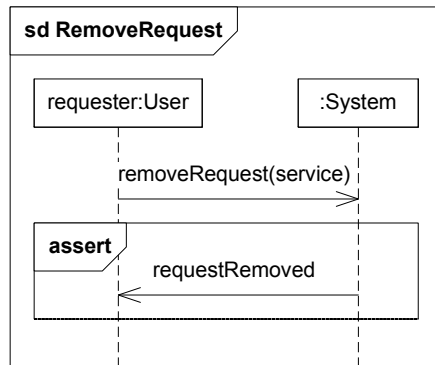 sd RemoveRequest
requester:User
:System
removeRequest(service)
assert
requestRemoved